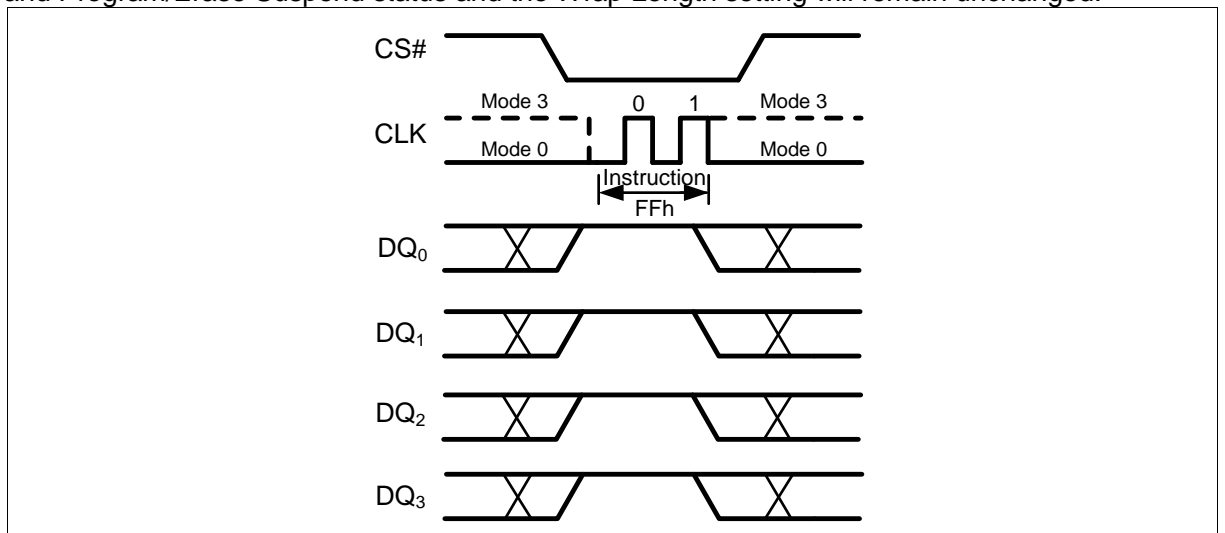 and Program/Erase Suspend status and the Wrap Length setting will remain unchanged.
CS#
Mode 3 0 1 Mode 3
CLK
Mode 0 Mode 0
Instruction
FFh
DQ0
DQ1
DQ2
DQ3